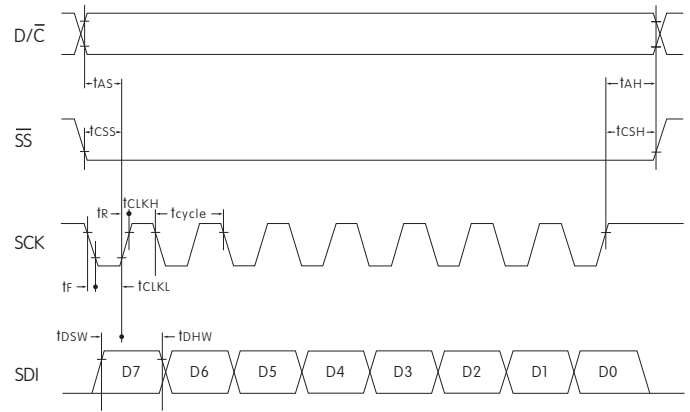 D/C̅
tAS
tAH
S̅S̅
tCSS
tCSH
tR
tCLKH
tcycle
SCK
tF
tCLKL
tDSW
tDHW
SDI
D7 D6 D5 D4 D3 D2 D1 D0